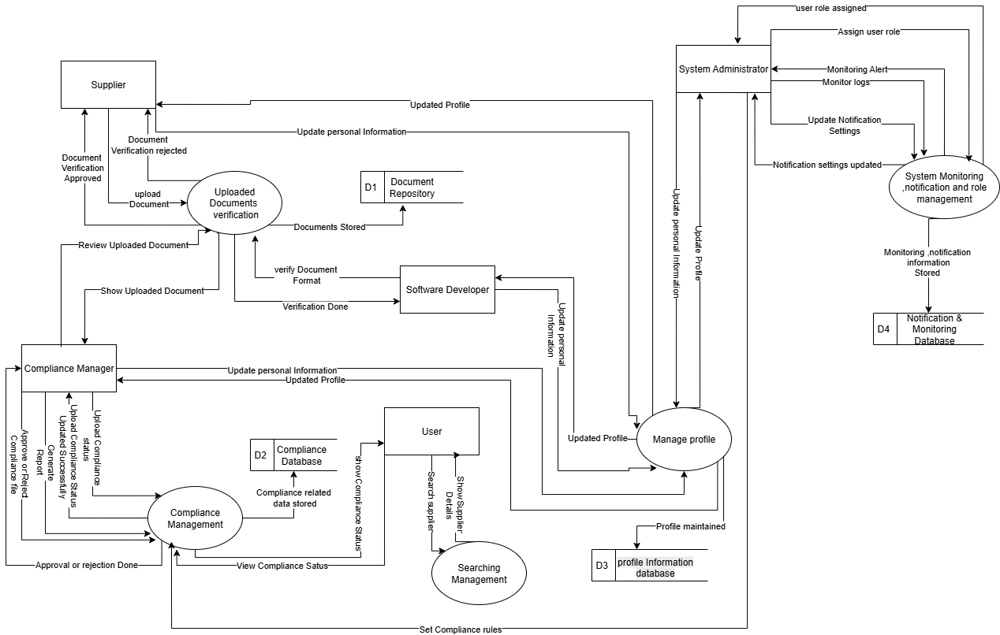 user role assigned
Assign user role
System Administrator
Monitoring Alert
Monitor logs
Supplier
Updated Profile
Update personal Information
Update Notification
Settings
Document
Verification rejected
Document
Verification
Approved
Notification settings updated
D1
Document
Repository
System Monitoring
,notification and role
management
upload
Document
Uploaded
Documents
verification
Documents Stored
Update personal Information
Update Profile
Review Uploaded Document
Monitoring ,notification
information
Stored
verify Document
Format
Show Uploaded Document
Software Developer
Verification Done
Update personal
Information
D4
Notification &
Monitoring
Database
Compliance Manager
Update personal Information
Updated Profile
Upload Compliance
status
Upload Compliance Status
Updated Successfully
Generate
Report
Approve or Reject
Compliance file
User
Updated Profile
Manage profile
D2
Compliance
Database
show Compliance Status
Search supplier
Show Supplier
Details
Compliance related
data stored
Compliance
Management
Profile maintained
Approval or rejection Done
View Compliance Satus
Searching
Management
D3
profile Information
database
Set Compliance rules